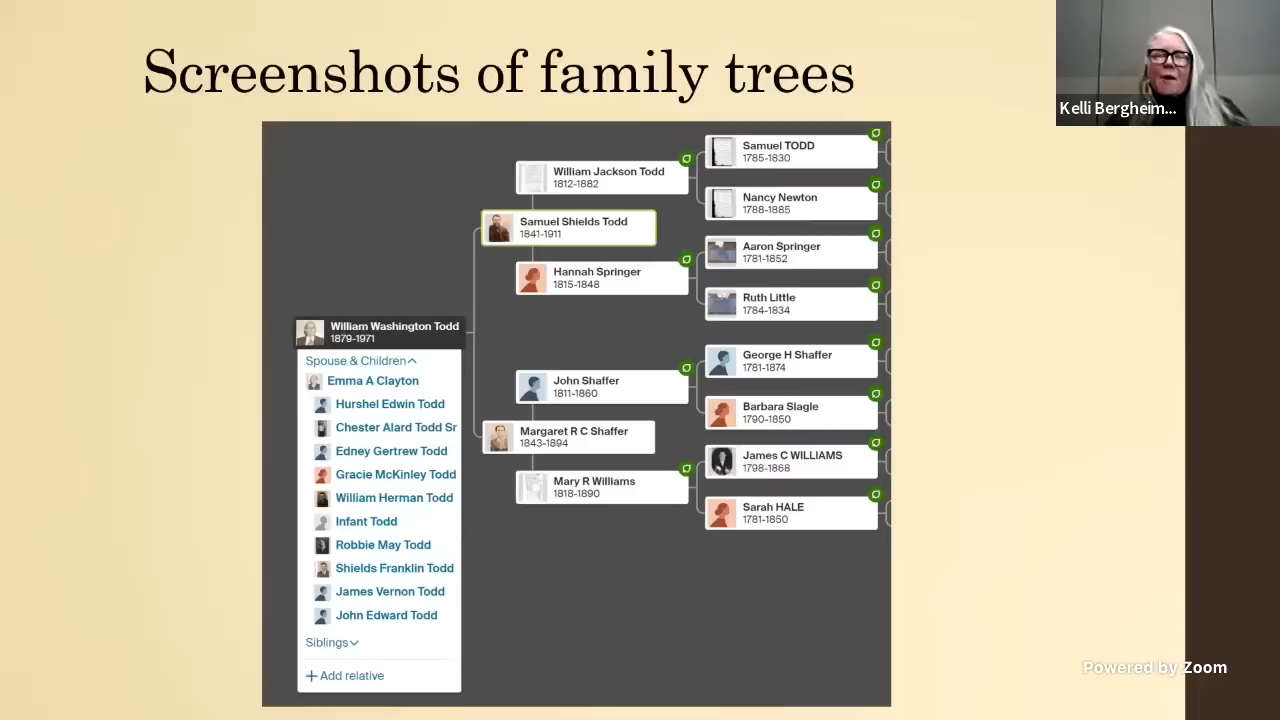 Screenshots of family trees
Kelli Bergheim...
William Jackson Todd
1812-1882
Samuel Shields Todd
1841-1911
Hannah Springer
1815-1848
Samuel TODD
1785-1830
Nancy Newton
1788-1885
Aaron Springer
1781-1852
Ruth Little
1784-1834
William Washington Todd
1879-1971
Spouse & Children
Emma A Clayton
Hurshel Edwin Todd
Chester Alard Todd Sr
Edney Gertrew Todd
Gracie McKinley Todd
William Herman Todd
Infant Todd
Robbie May Todd
Shields Franklin Todd
James Vernon Todd
John Edward Todd
Siblings
+ Add relative
John Shaffer
1811-1860
Margaret R C Shaffer
1843-1894
Mary R Williams
1818-1890
George H Shaffer
1781-1874
Barbara Slagle
1790-1850
James C WILLIAMS
1798-1868
Sarah HALE
1781-1850
Powered by Zoom